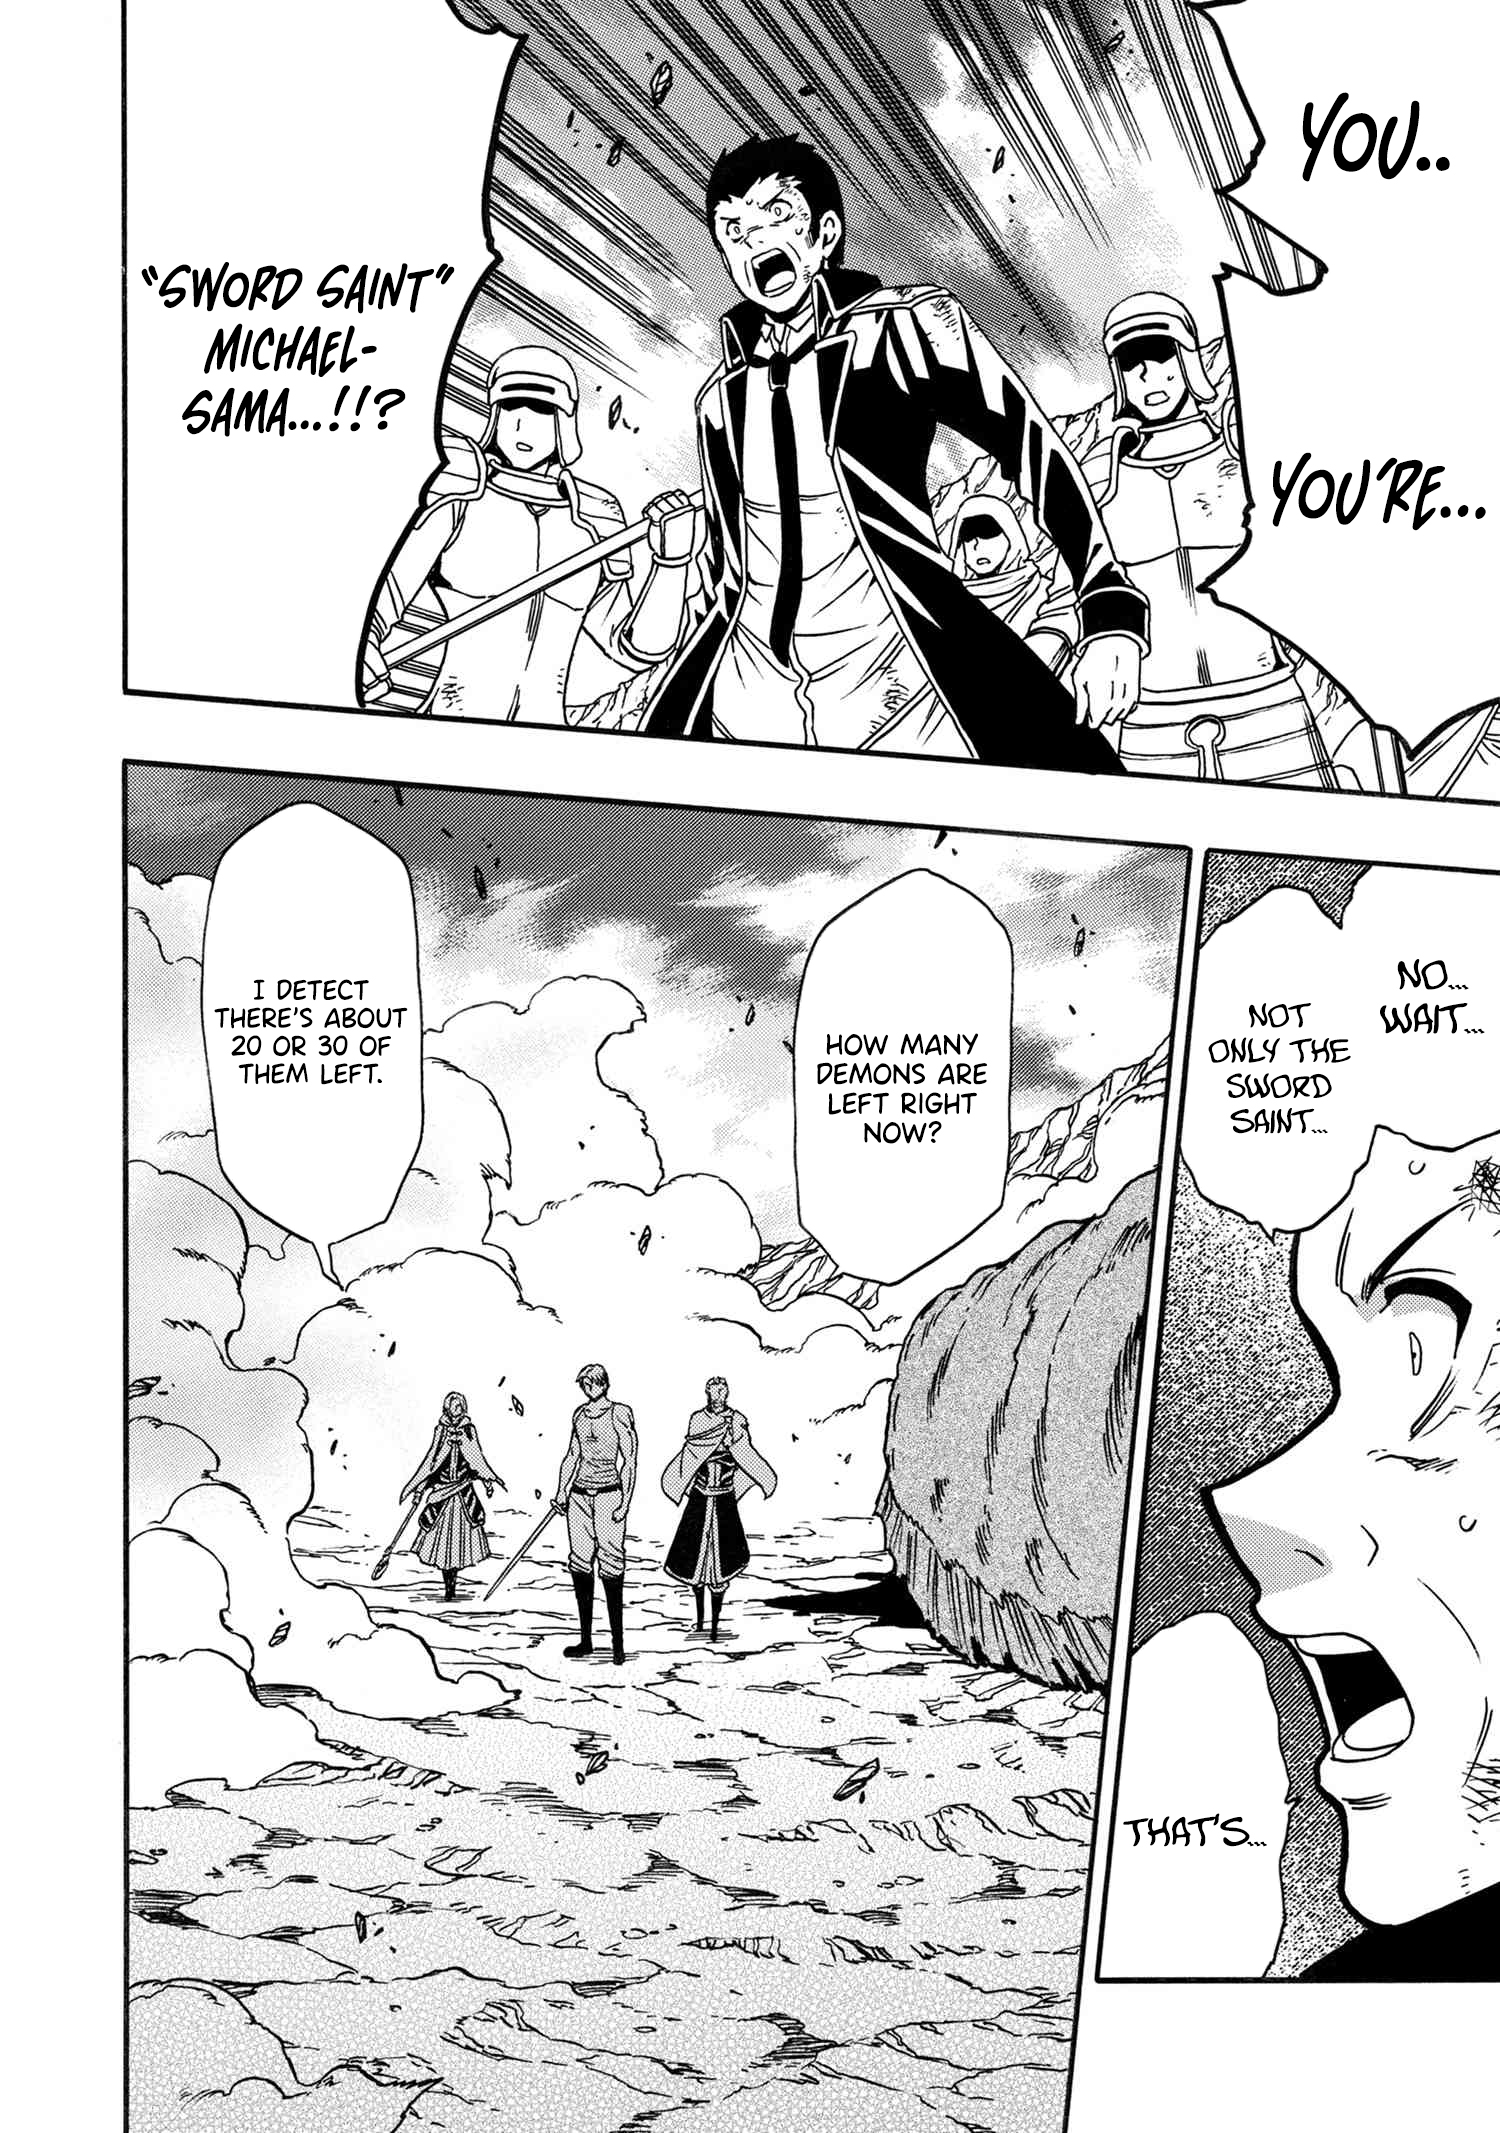 YOU..
YOU'RE...
"SWORD SAINT"
MICHAEL-
SAMA...!!?
NO...
WAIT...
NOT
ONLY THE
SWORD
SAINT...
THAT'S...
HOW MANY
DEMONS ARE
LEFT RIGHT
NOW?
I DETECT
THERE'S ABOUT
20 OR 30 OF
THEM LEFT.